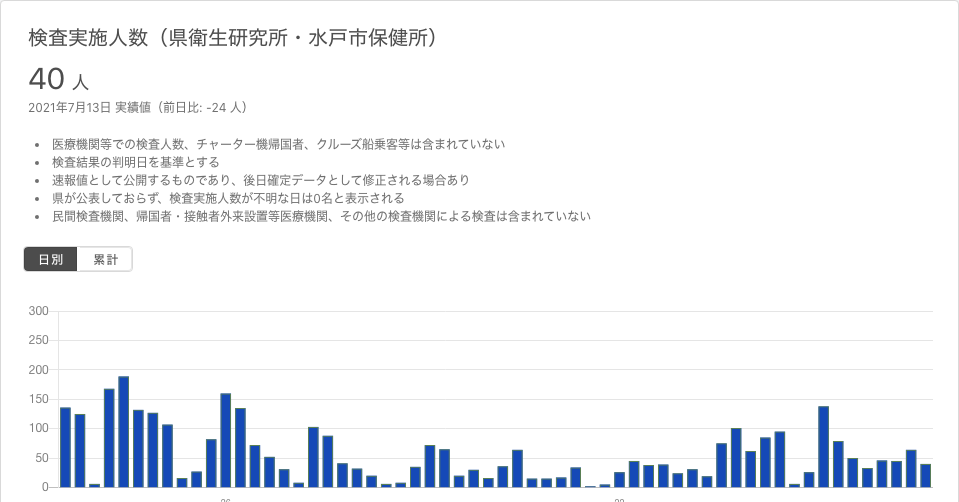 検査実施人数（県衛生研究所・水戸市保健所）
40 人
2021年7月13日 実績値（前日比: -24 人）
• 医療機関等での検査人数、チャーター機帰国者、クルーズ船乗客等は含まれていない
• 検査結果の判明日を基準とする
• 速報値として公開するものであり、後日確定データとして修正される場合あり
• 県が公表しておらず、検査実施人数が不明な日は0名と表示される
• 民間検査機関、帰国者・接触者外来設置等医療機関、その他の検査機関による検査は含まれていない
日別 累計
300
250
200
150
100
50
0